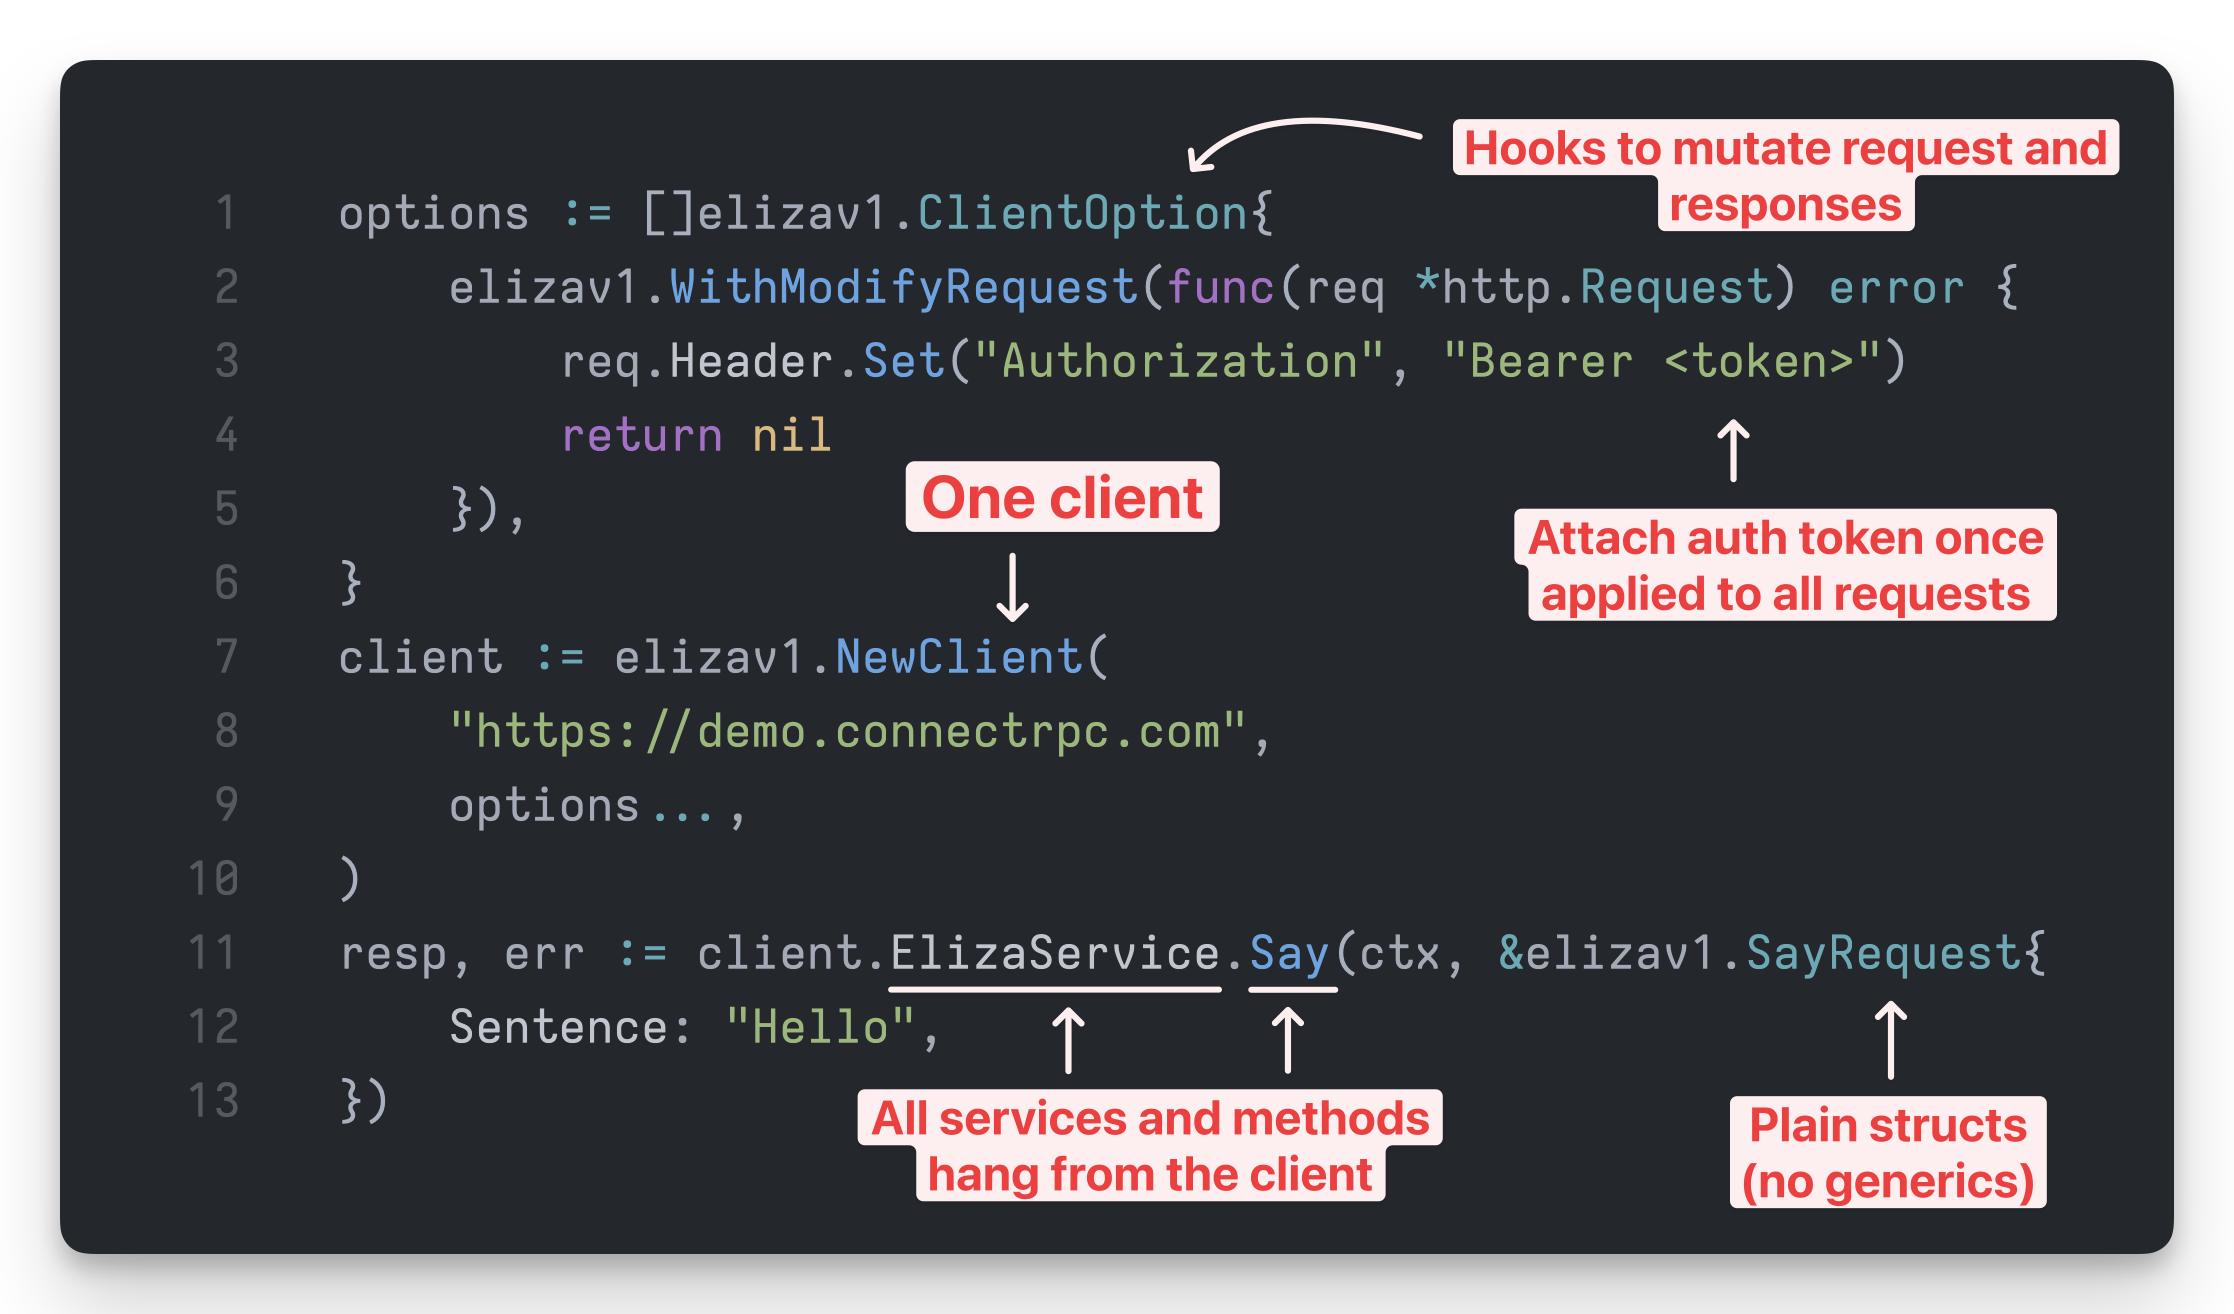 Hooks to mutate request and
responses
1 options := []elizav1.ClientOption{
2 elizav1.WithModifyRequest(func(req *http.Request) error {
3 req.Header.Set("Authorization", "Bearer <token>")
4 return nil
One client
5 }),
Attach auth token once
applied to all requests
6 }
7 client := elizav1.NewClient(
8 "https://demo.connectrpc.com",
9 options...,
10 )
11 resp, err := client.ElizaService.Say(ctx, &elizav1.SayRequest{
12 Sentence: "Hello",
13 })
All services and methods
hang from the client
Plain structs
(no generics)